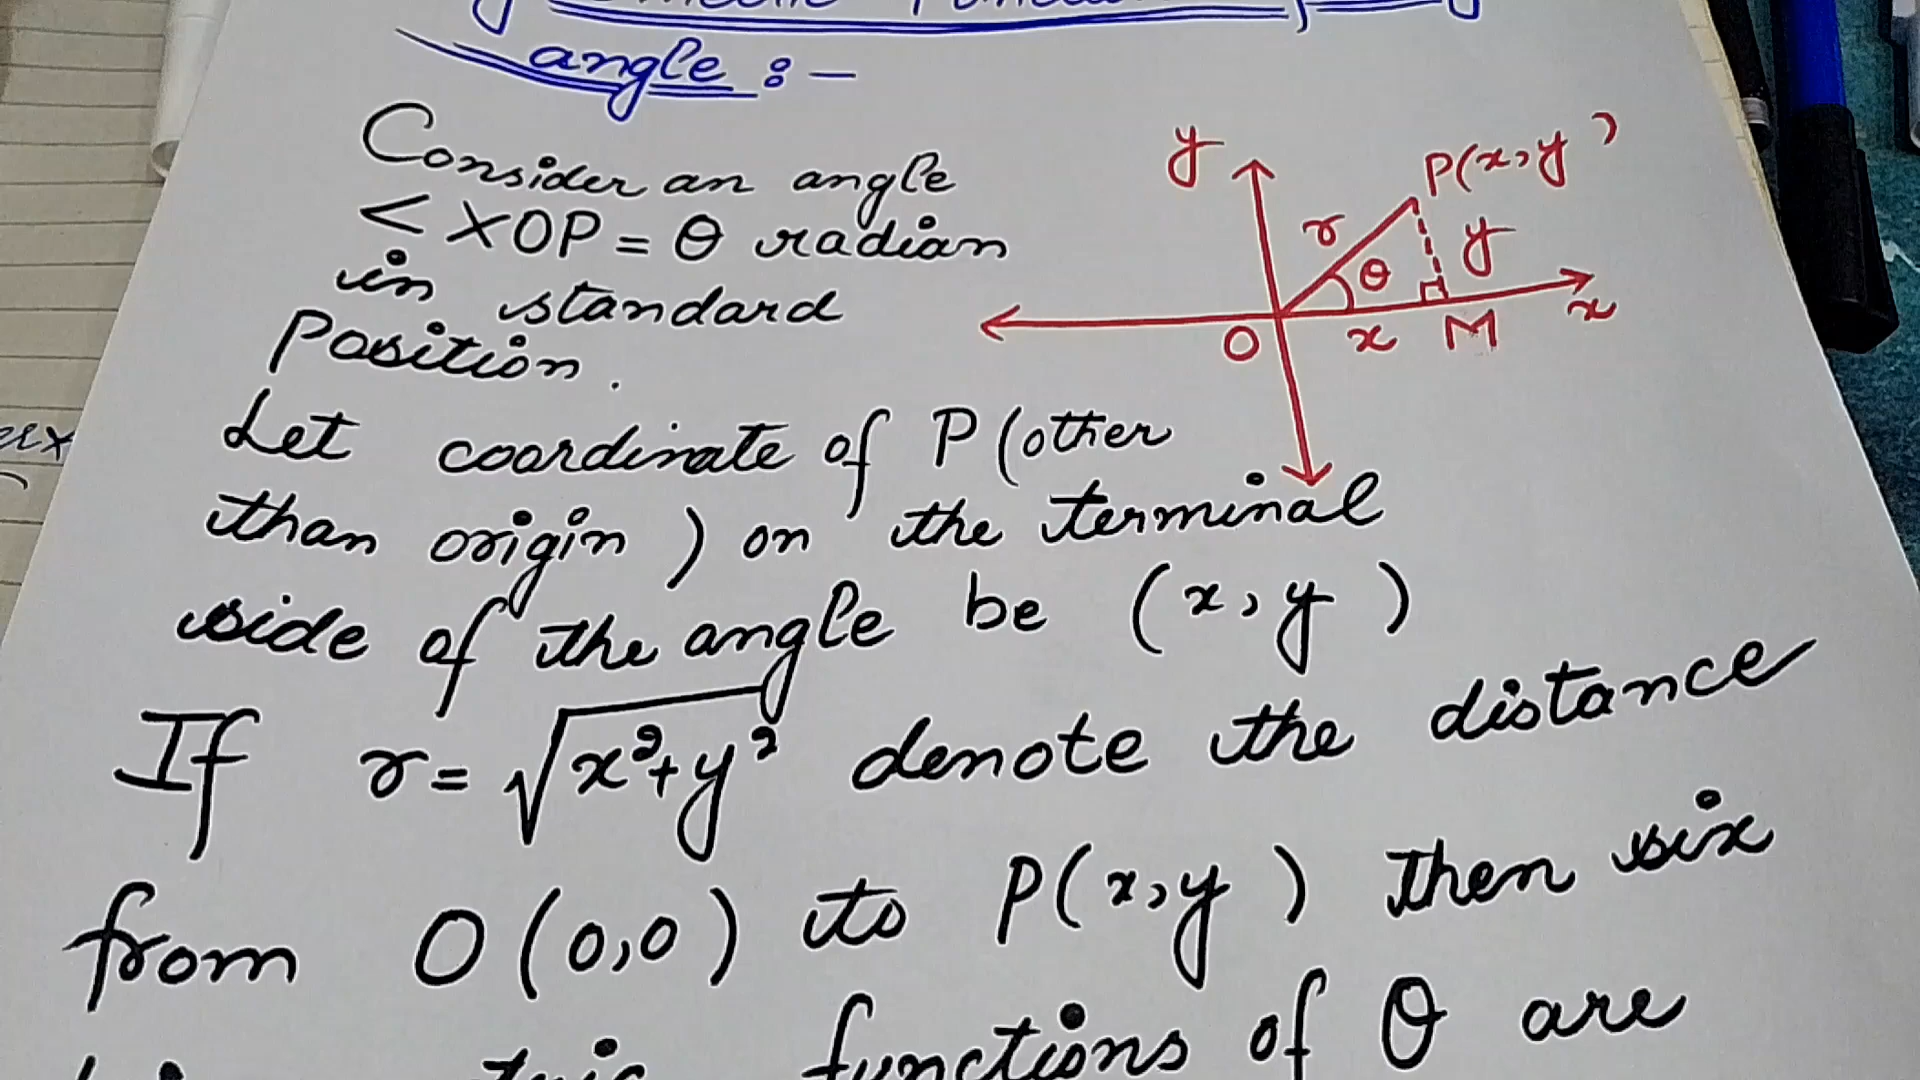 angle :-
Consider an angle
< XOP = θ radian
in standard
Position.
y
P(x,y)
r
θ
y
O
x
M
x
Let coordinate of P (other
than origin) on the terminal
side of the angle be (x,y)
If r = √x²+y² denote the distance
from O(0,0) to P(x,y) then six
functions of θ are